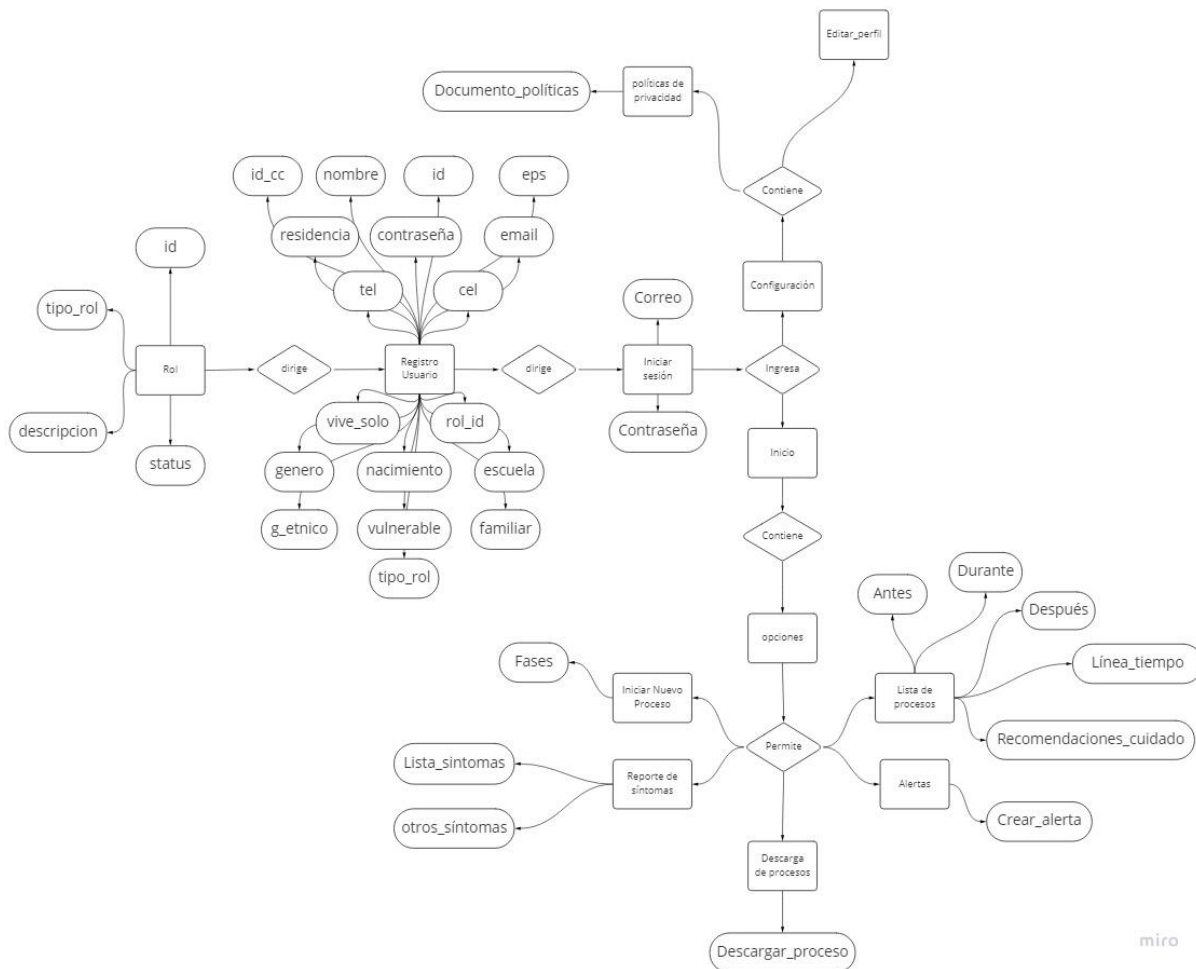 Editar_perfil
políticas de
privacidad
Documento_políticas
Contiene
id_cc
nombre
id
eps
residencia
contraseña
email
id
tel
cel
Configuración
Correo
tipo_rol
Rol
dirige
Registro
Usuario
dirige
Iniciar
sesión
Ingresa
vive_solo
rol_id
Contraseña
descripcion
status
genero
nacimiento
escuela
Inicio
g_etnico
vulnerable
familiar
tipo_rol
Contiene
Antes
Durante
Después
opciones
Fases
Iniciar Nuevo
Proceso
Lista de
procesos
Línea_tiempo
Recomendaciones_cuidado
Permite
Lista_sintomas
Reporte de
síntomas
Alertas
otros_síntomas
Crear_alerta
Descarga
de procesos
Descargar_proceso
miro